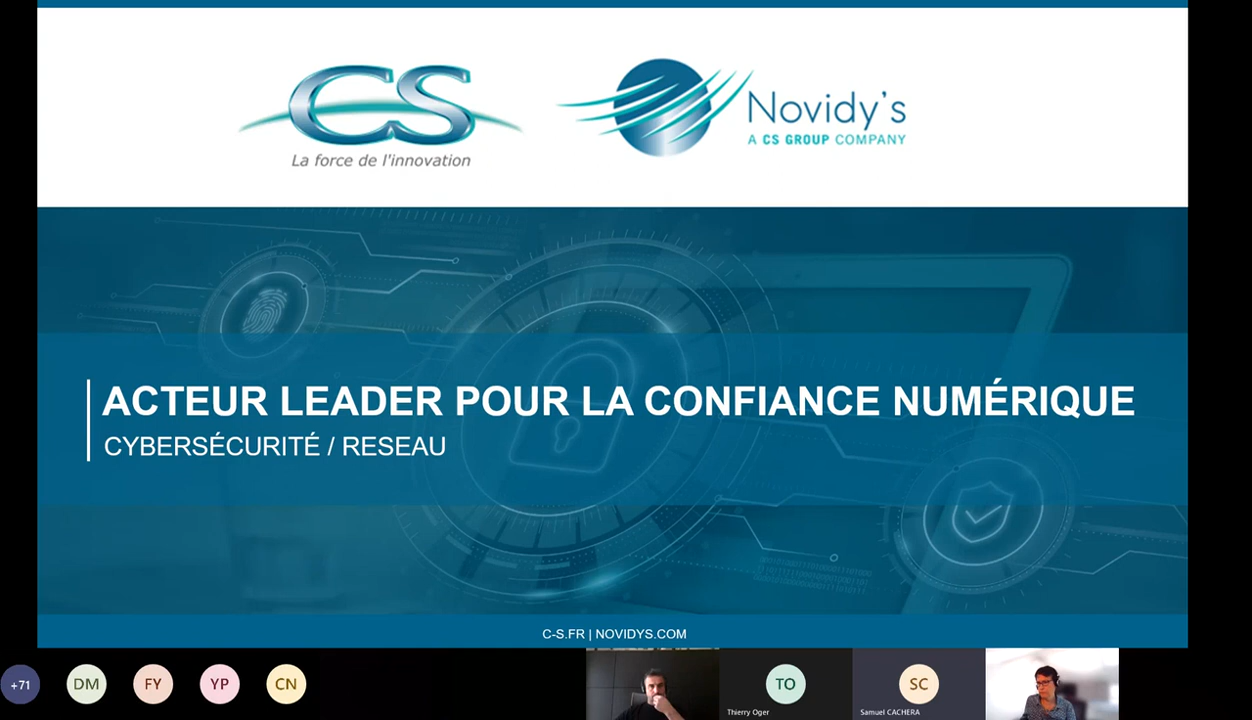 CS
La force de l'innovation
Novidy's
A CS GROUP COMPANY
ACTEUR LEADER POUR LA CONFIANCE NUMÉRIQUE
CYBERSÉCURITÉ / RESEAU
C-S.FR | NOVIDYS.COM
+71
DM
FY
YP
CN
TO
SC
Thierry Oger
Samuel CACHERA